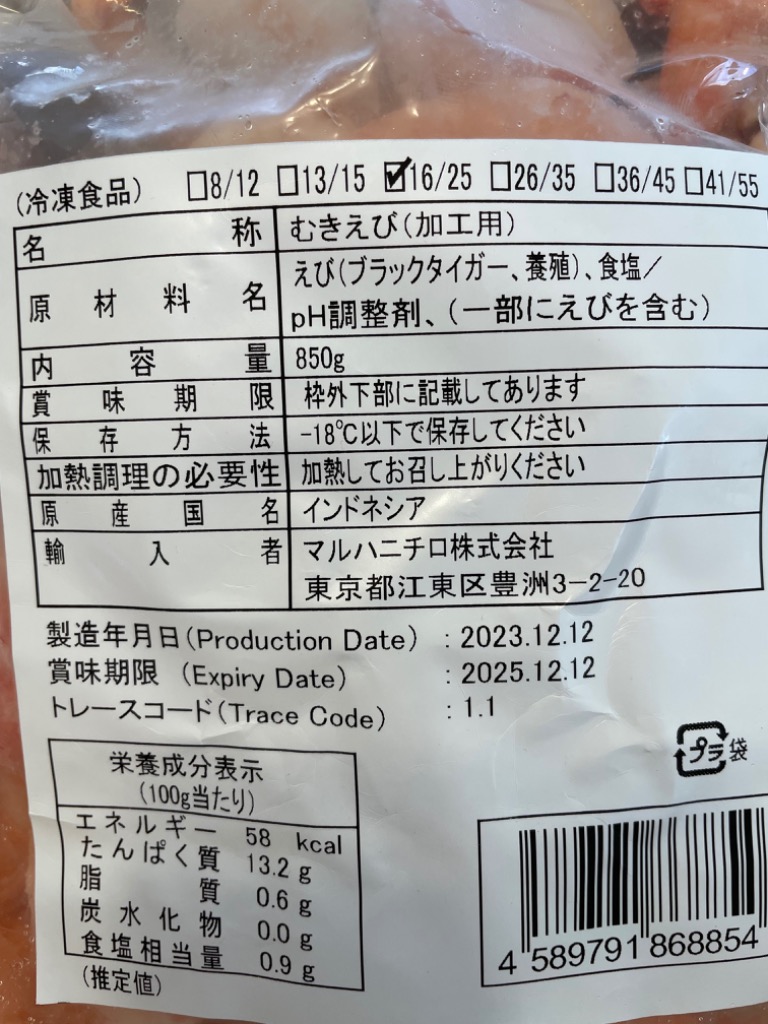 (冷凍食品) □8/12 □13/15 ☑16/25 □26/35 □36/45 □41/55
名称 むきえび(加工用)
原材料名 えび(ブラックタイガー、養殖)、食塩/
pH調整剤、(一部にえびを含む)
内容量 850g
賞味期限 枠外下部に記載してあります
保存方法 -18℃以下で保存してください
加熱調理の必要性 加熱してお召し上がりください
原産国名 インドネシア
輸入者 マルハニチロ株式会社
東京都江東区豊洲3-2-20
製造年月日(Production Date) : 2023.12.12
賞味期限 (Expiry Date) : 2025.12.12
トレースコード(Trace Code) : 1.1
プラ 袋
栄養成分表示
(100g当たり)
エネルギー 58 kcal
たんぱく質 13.2 g
脂質 0.6 g
炭水化物 0.0 g
食塩相当量 0.9 g
(推定値)
4 589791 868854